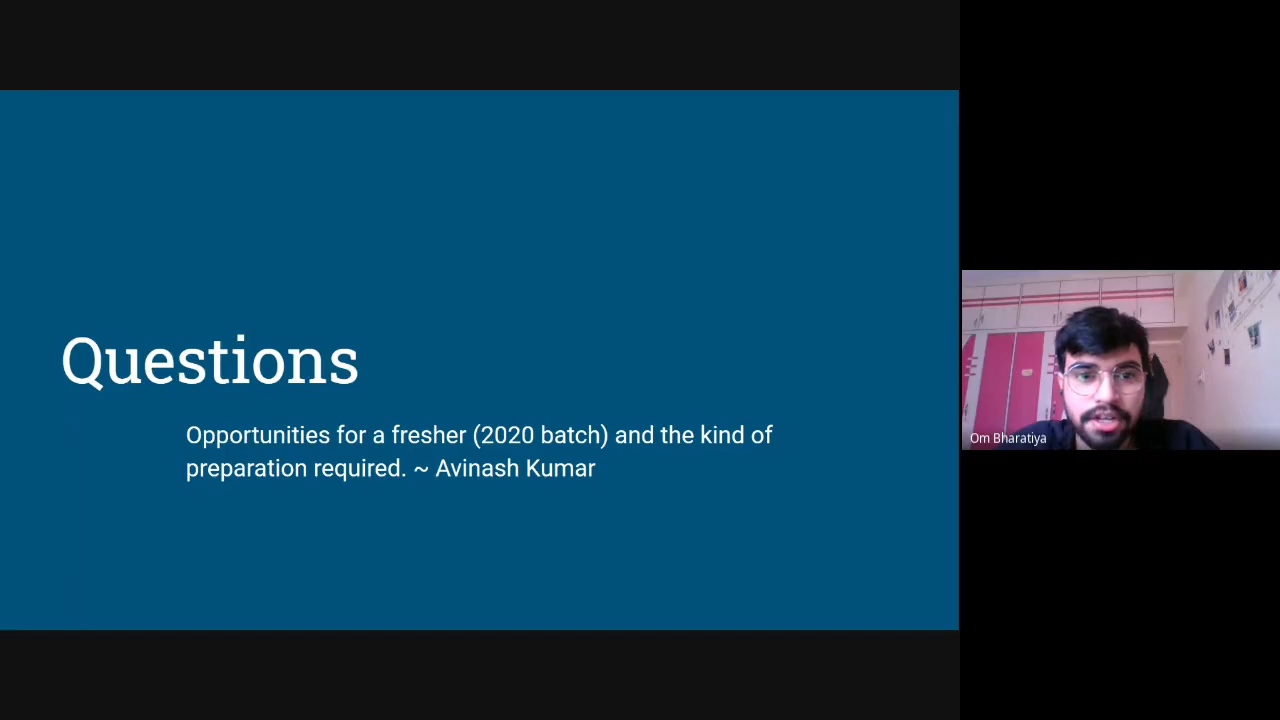 Questions
Opportunities for a fresher (2020 batch) and the kind of
preparation required. ~ Avinash Kumar
Om Bharatiya